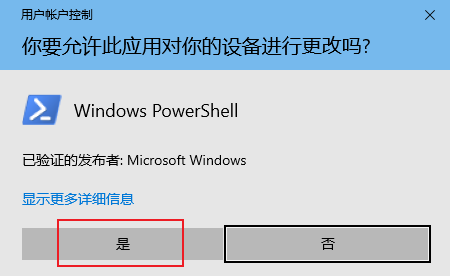 用户帐户控制
你要允许此应用对你的设备进行更改吗?
Windows PowerShell
已验证的发布者: Microsoft Windows
显示更多详细信息
是
否